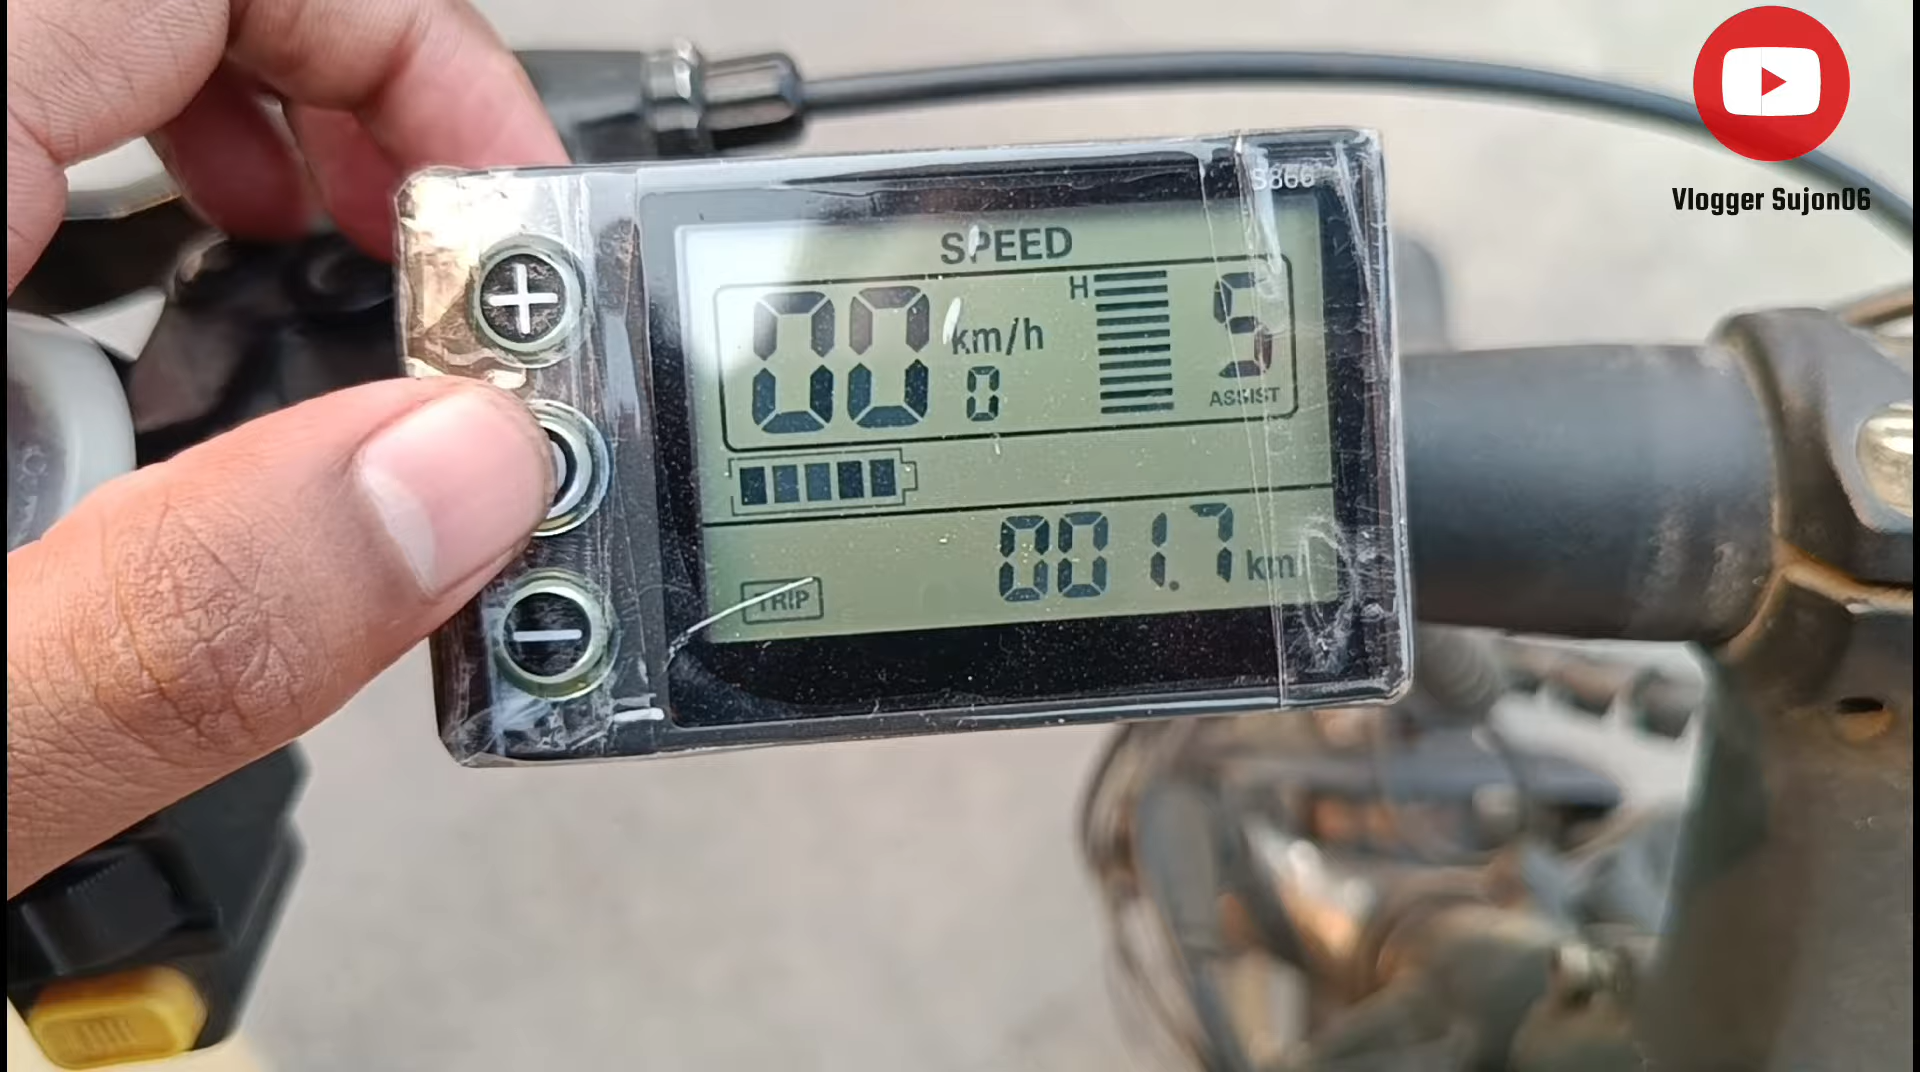 Vlogger Sujon06
S866
SPEED
00 km/h 0
H
5
ASSIST
001.7 km
TRIP